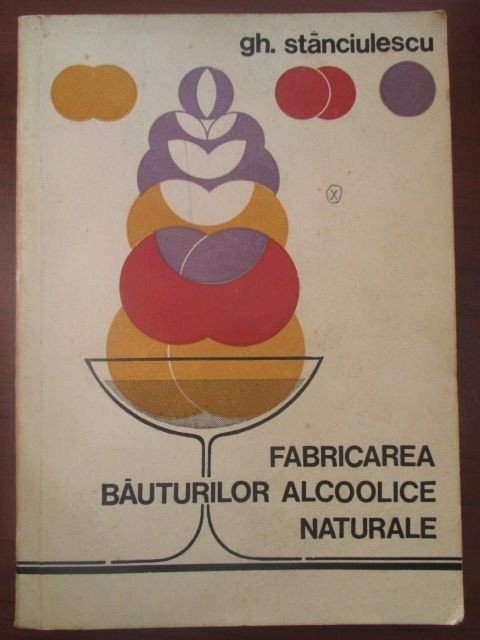 gh. stănciulescu
x
FABRICAREA
BĂUTURILOR ALCOOLICE
NATURALE